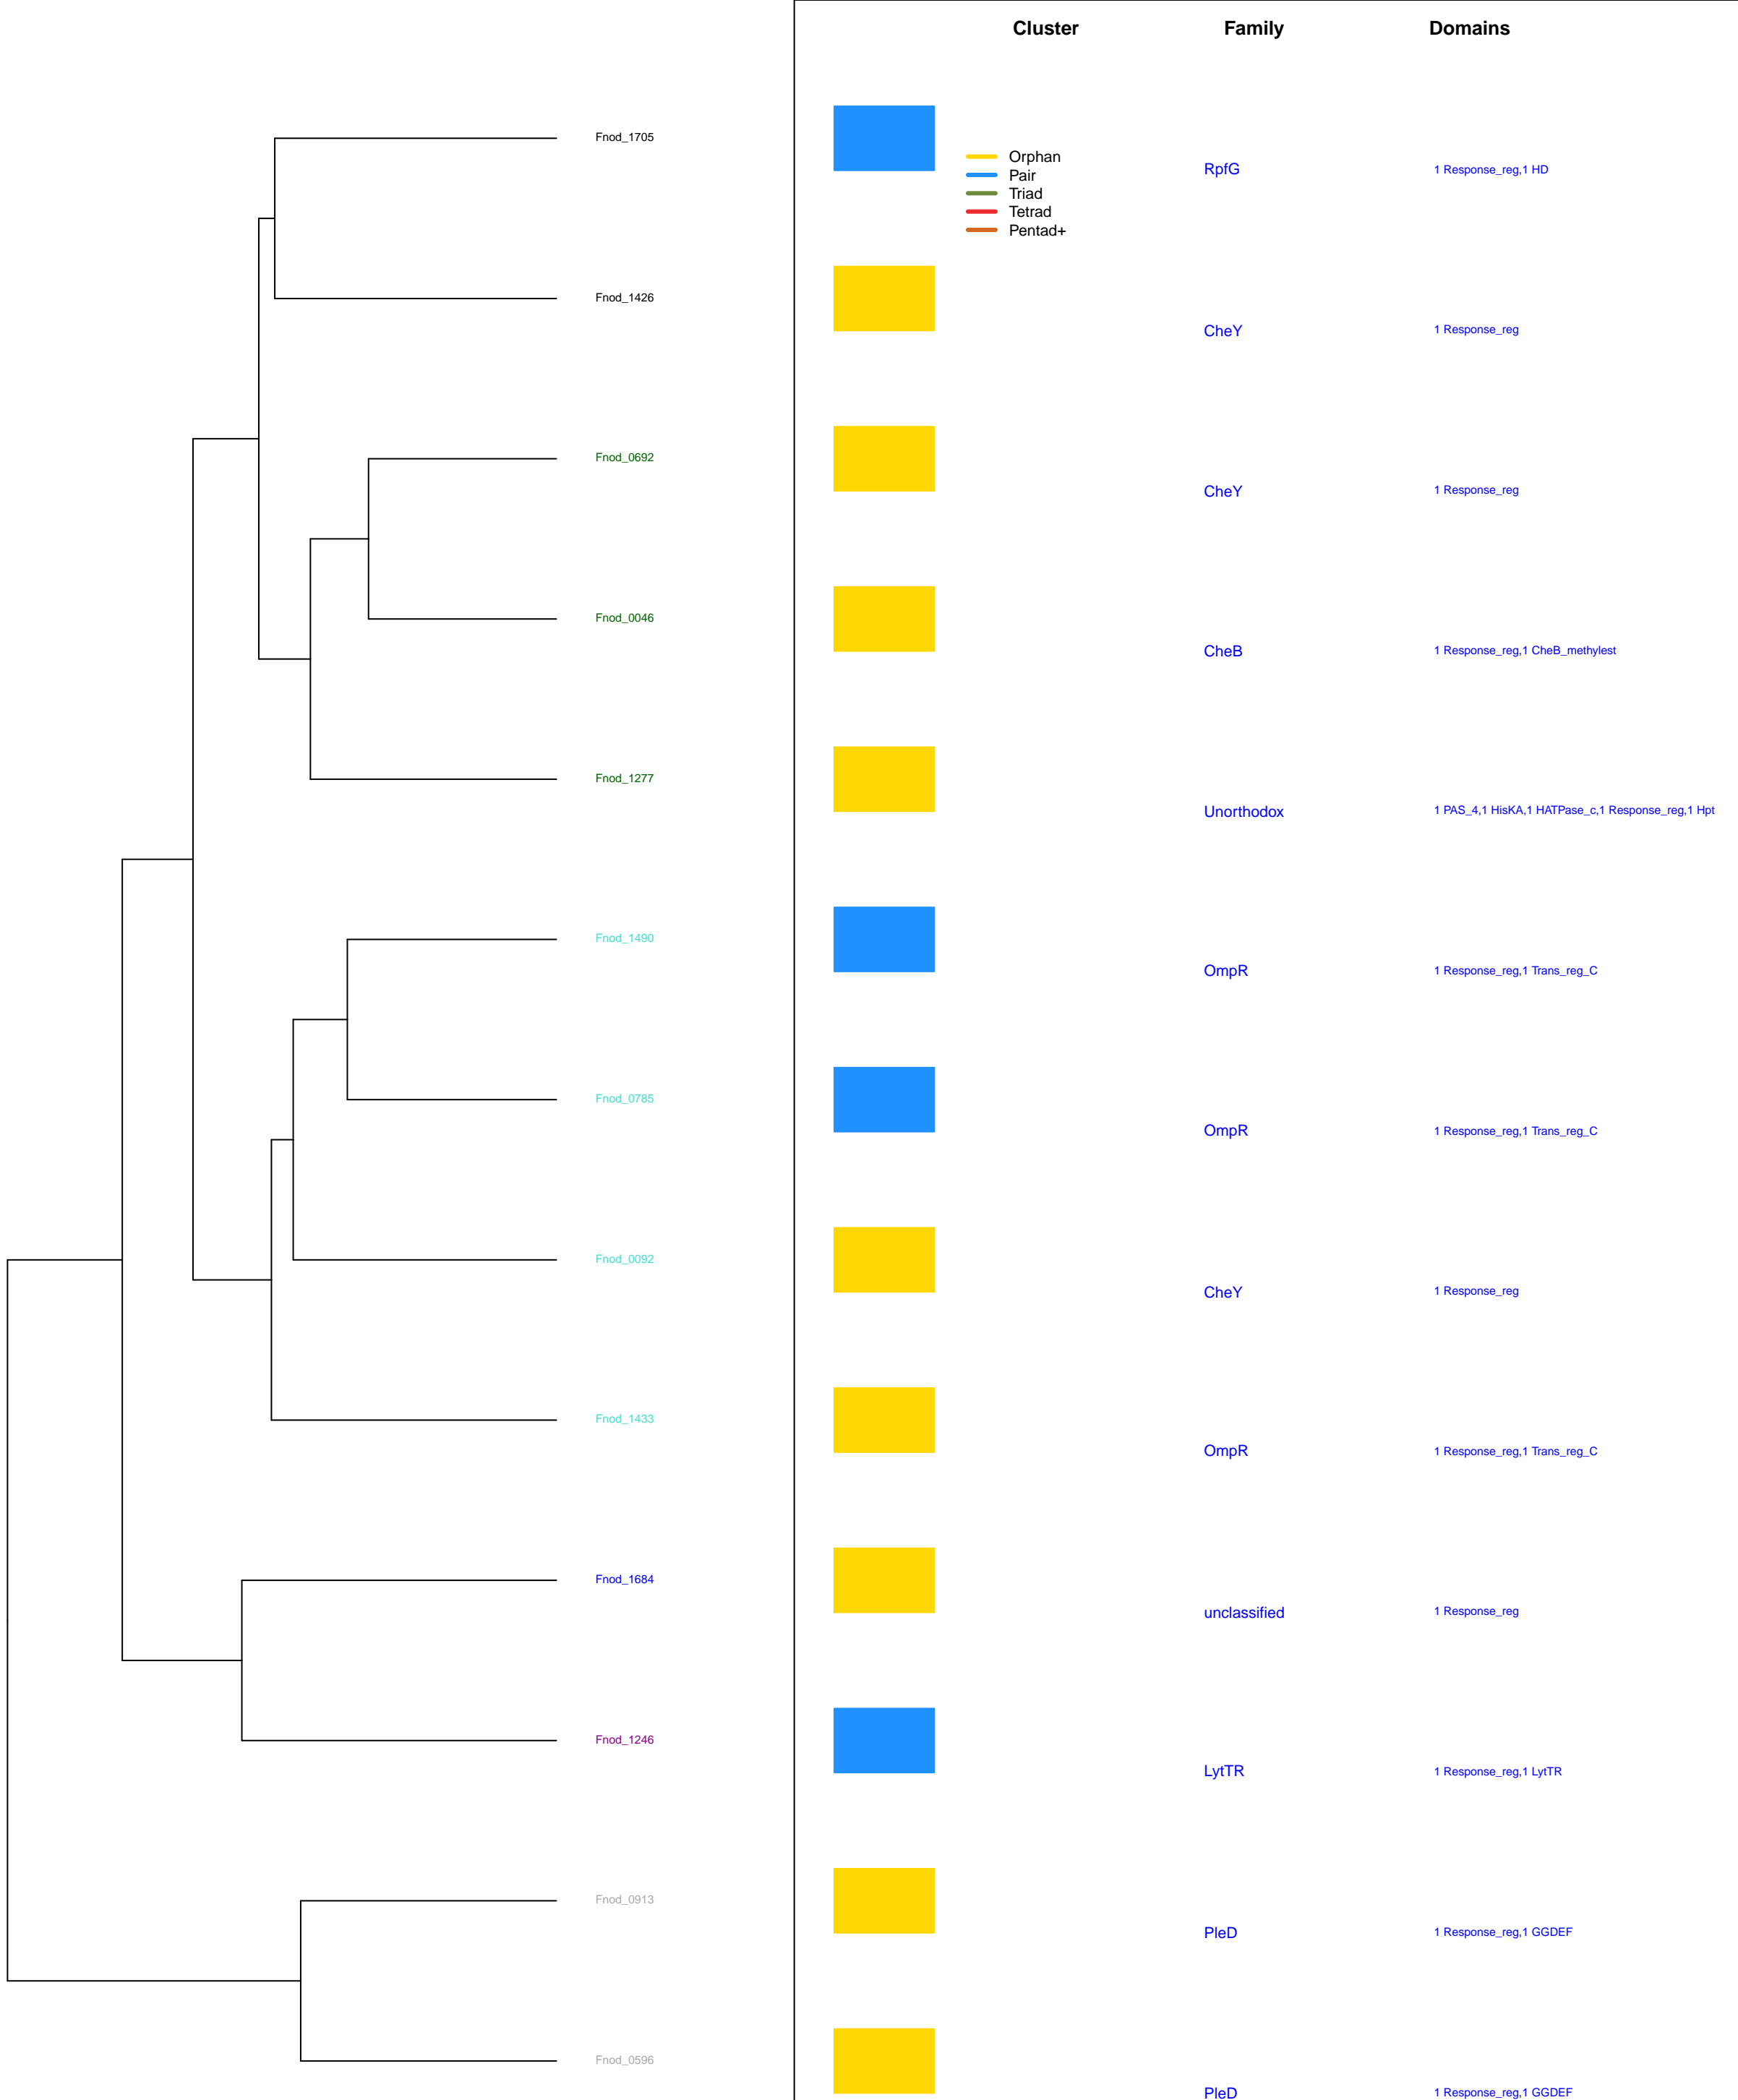 Cluster Family Domains
Fnod_1705
Orphan
Pair
RpfG 1 Response_reg,1 HD
Triad
Tetrad
Pentad+
Fnod_1426
CheY 1 Response_reg
Fnod_0692
CheY 1 Response_reg
Fnod_0046
CheB 1 Response_reg,1 CheB_methylest
Fnod_1277
Unorthodox 1 PAS_4,1 HisKA,1 HATPase_c,1 Response_reg,1 Hpt
Fnod_1490
OmpR 1 Response_reg,1 Trans_reg_C
Fnod_0785
OmpR 1 Response_reg,1 Trans_reg_C
Fnod_0092
CheY 1 Response_reg
Fnod_1433
OmpR 1 Response_reg,1 Trans_reg_C
Fnod_1684
unclassified 1 Response_reg
Fnod_1246
LytTR 1 Response_reg,1 LytTR
Fnod_0913
PleD 1 Response_reg,1 GGDEF
Fnod_0596
PleD 1 Response_reg,1 GGDEF